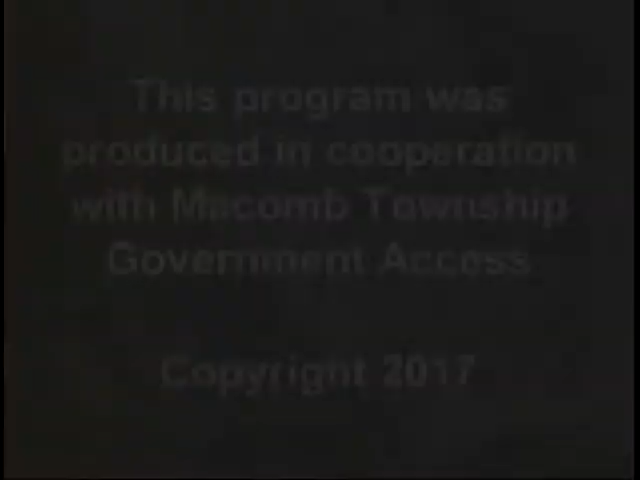 This program was
produced in cooperation
with Macomb Township
Government Access
Copyright 2017